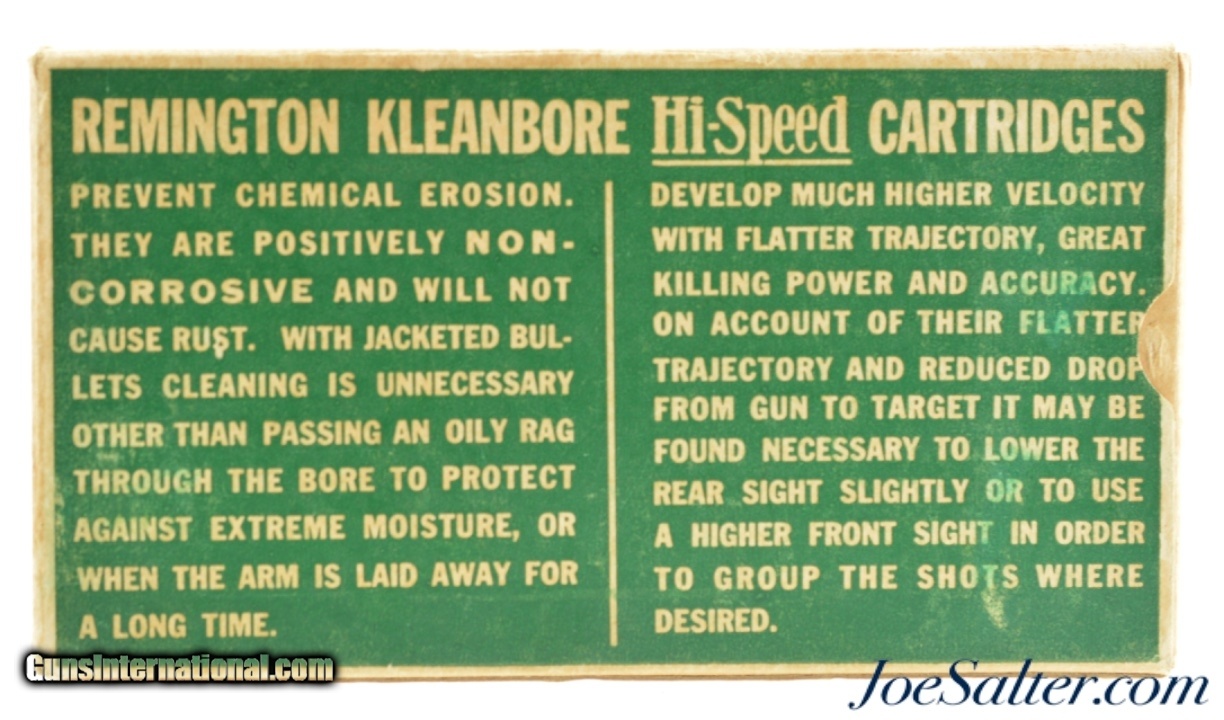 REMINGTON KLEANBORE Hi-Speed CARTRIDGES
PREVENT CHEMICAL EROSION.
THEY ARE POSITIVELY NON-
CORROSIVE AND WILL NOT
CAUSE RUST. WITH JACKETED BUL-
LETS CLEANING IS UNNECESSARY
OTHER THAN PASSING AN OILY RAG
THROUGH THE BORE TO PROTECT
AGAINST EXTREME MOISTURE, OR
WHEN THE ARM IS LAID AWAY FOR
A LONG TIME.
DEVELOP MUCH HIGHER VELOCITY
WITH FLATTER TRAJECTORY, GREAT
KILLING POWER AND ACCURACY.
ON ACCOUNT OF THEIR FLATTER
TRAJECTORY AND REDUCED DROP
FROM GUN TO TARGET IT MAY BE
FOUND NECESSARY TO LOWER THE
REAR SIGHT SLIGHTLY OR TO USE
A HIGHER FRONT SIGHT IN ORDER
TO GROUP THE SHOTS WHERE
DESIRED.
GunsInternational.com
JoeSalter.com